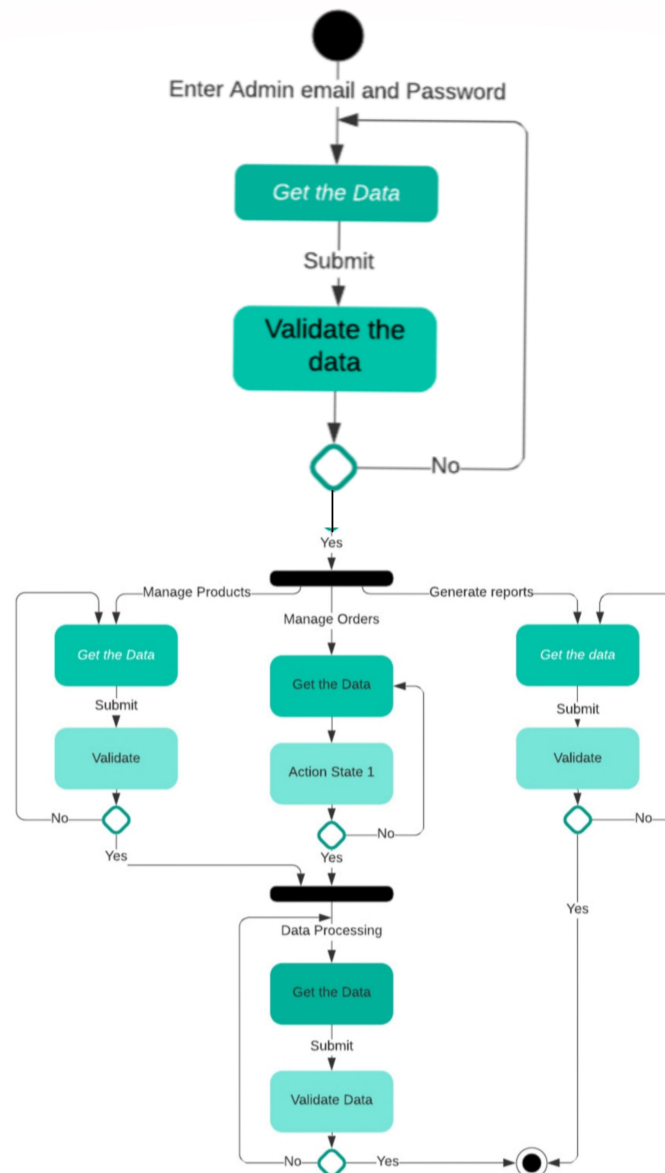 Enter Admin email and Password
Get the Data
Submit
Validate the
data
No
Yes
Manage Products
Generate reports
Manage Orders
Get the Data
Get the Data
Get the data
Submit
Submit
Validate
Action State 1
Validate
No
No
No
Yes
Yes
Yes
Data Processing
Get the Data
Submit
Validate Data
No
Yes